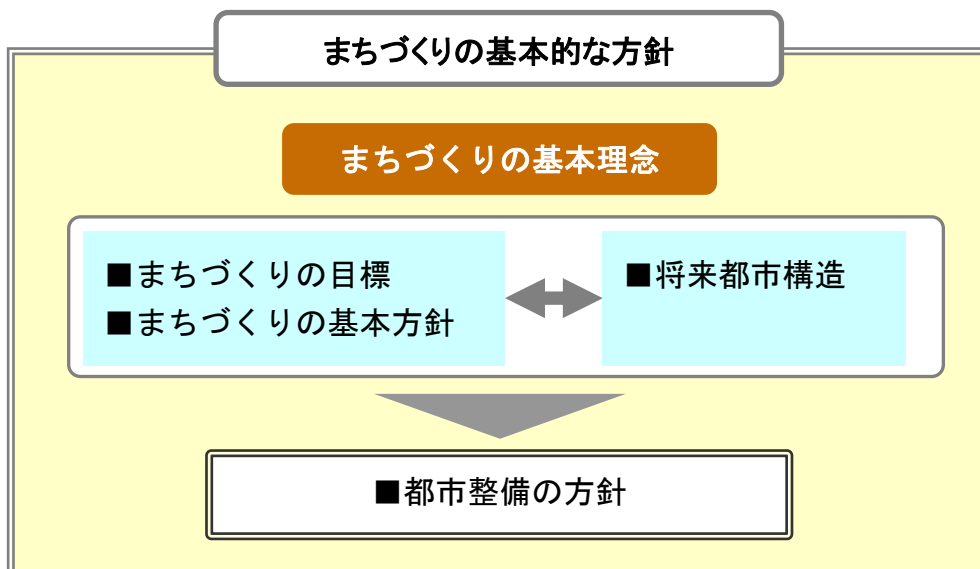 まちづくりの基本的な方針
まちづくりの基本理念
■まちづくりの目標
■まちづくりの基本方針
■将来都市構造
■都市整備の方針